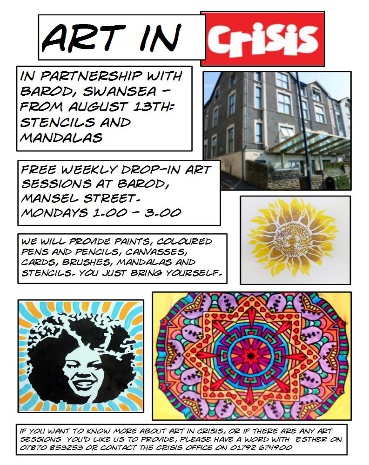 ART IN CRISIS
IN PARTNERSHIP WITH
BAROD, SWANSEA -
FROM AUGUST 13TH:
STENCILS AND
MANDALAS
FREE WEEKLY DROP-IN ART
SESSIONS AT BAROD,
MANSEL STREET.
MONDAYS 1.00 - 3.00
WE WILL PROVIDE PAINTS, COLOURED
PENS AND PENCILS, CANVASSES,
CARDS, BRUSHES, MANDALAS AND
STENCILS. YOU JUST BRING YOURSELF.
IF YOU WANT TO KNOW MORE ABOUT ART IN CRISIS, OR IF THERE ARE ANY ART
SESSIONS YOU'D LIKE US TO PROVIDE, PLEASE HAVE A WORD WITH ESTHER ON
07870 853253 OR CONTACT THE CRISIS OFFICE ON 01792 674900